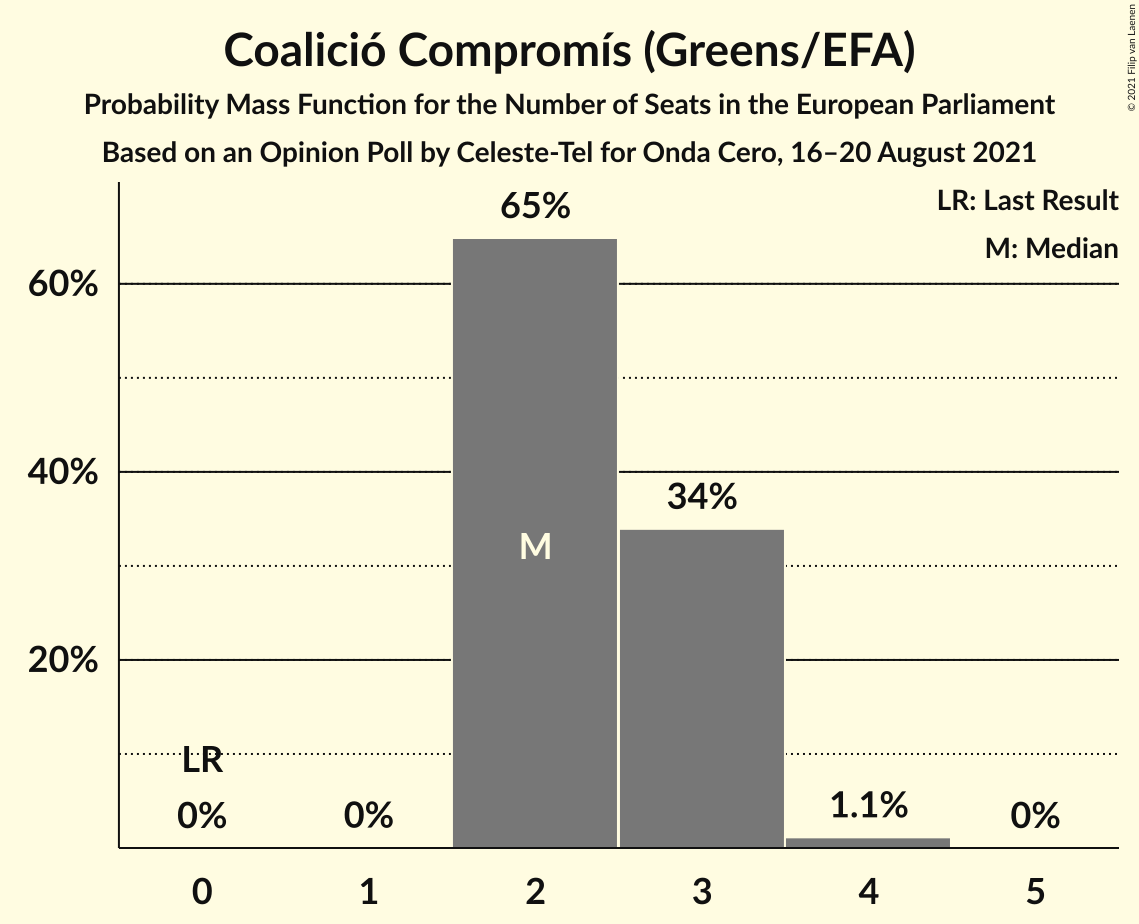 Coalició Compromís (Greens/EFA)
Probability Mass Function for the Number of Seats in the European Parliament
Based on an Opinion Poll by Celeste-Tel for Onda Cero, 16–20 August 2021
© 2021 Filip van Laenen
LR: Last Result
M: Median
65%
60%
40%
34%
M
20%
LR
0%
0%
1.1%
0%
0 1 2 3 4 5